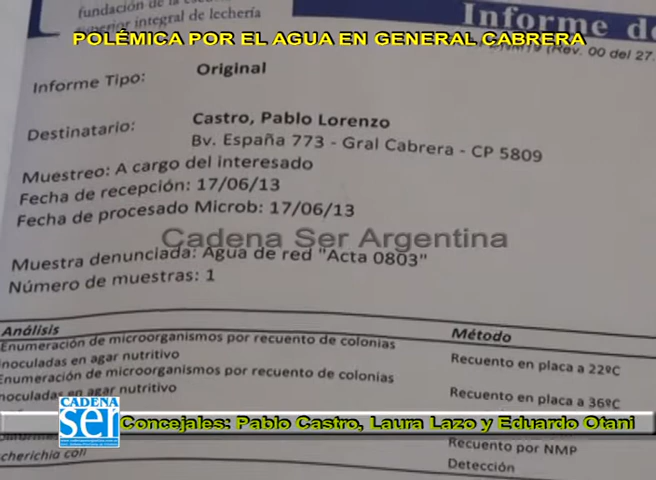 fundación de la
superior integral de lechería
Informe de
POLÉMICA POR EL AGUA EN GENERAL CABRERA
(Rev. 00 del 27.
Informe Tipo: Original
Destinatario: Castro, Pablo Lorenzo
Bv. España 773 - Gral Cabrera - CP 5809
Muestreo: A cargo del interesado
Fecha de recepción: 17/06/13
Fecha de procesado Microb: 17/06/13
Cadena Ser Argentina
Muestra denunciada: Agua de red "Acta 0803"
Número de muestras: 1
Análisis Método
Enumeración de microorganismos por recuento de colonias
inoculadas en agar nutritivo Recuento en placa a 22ºC
Enumeración de microorganismos por recuento de colonias
inoculadas en agar nutritivo Recuento en placa a 36ºC
CADENA
ser
Concejales: Pablo Castro, Laura Lazo y Eduardo Otani
Recuento por NMP
scherichia coli Detección